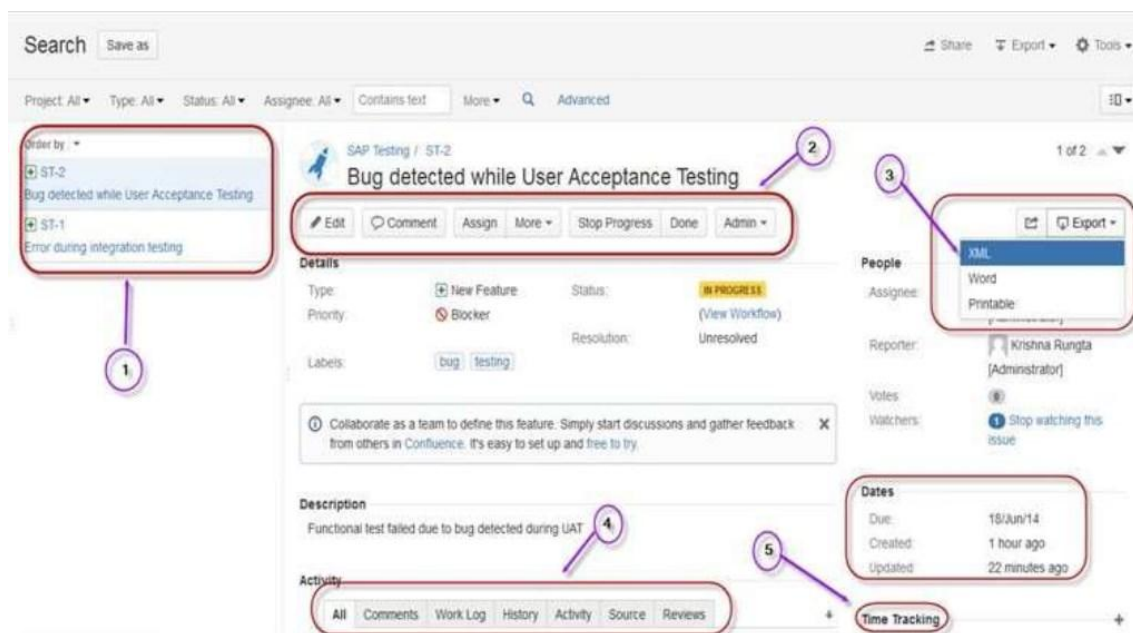 Search Save as Share Export Tools
Project: All Type: All Status: All Assignee: All Contains text More Advanced
Order by
ST-2
Bug detected while User Acceptance Testing
ST-1
Error during integration testing
1
SAP Testing / ST-2
Bug detected while User Acceptance Testing
2
1 of 2
Edit Comment Assign More Stop Progress Done Admin
3
Export
XML
Word
Printable
Details
Type: New Feature Status: IN PROGRESS
Priority: Blocker (View Workflow)
Resolution: Unresolved
Labels: bug testing
Collaborate as a team to define this feature. Simply start discussions and gather feedback
from others in Confluence. It's easy to set up and free to try.
Description
Functional test failed due to bug detected during UAT
4
Activity
All Comments Work Log History Activity Source Reviews
People
Assignee:
[Administrator]
Reporter: Krishna Rungta
[Administrator]
Votes: 0
Watchers: 1 Stop watching this
issue
Dates
Due: 18/Jun/14
Created: 1 hour ago
Updated: 22 minutes ago
5
Time Tracking